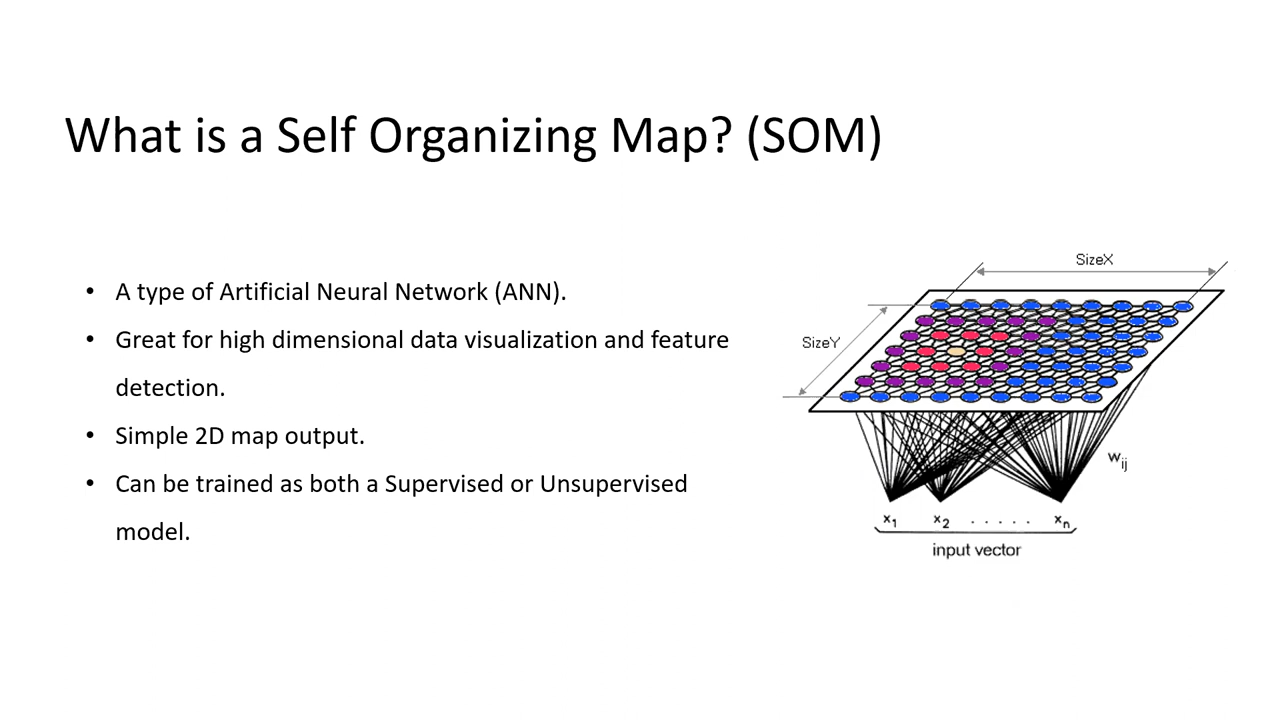 What is a Self Organizing Map? (SOM)
• A type of Artificial Neural Network (ANN).
• Great for high dimensional data visualization and feature
detection.
• Simple 2D map output.
• Can be trained as both a Supervised or Unsupervised
model.
SizeX
SizeY
wij
x1 x2 . . . . . xn
input vector